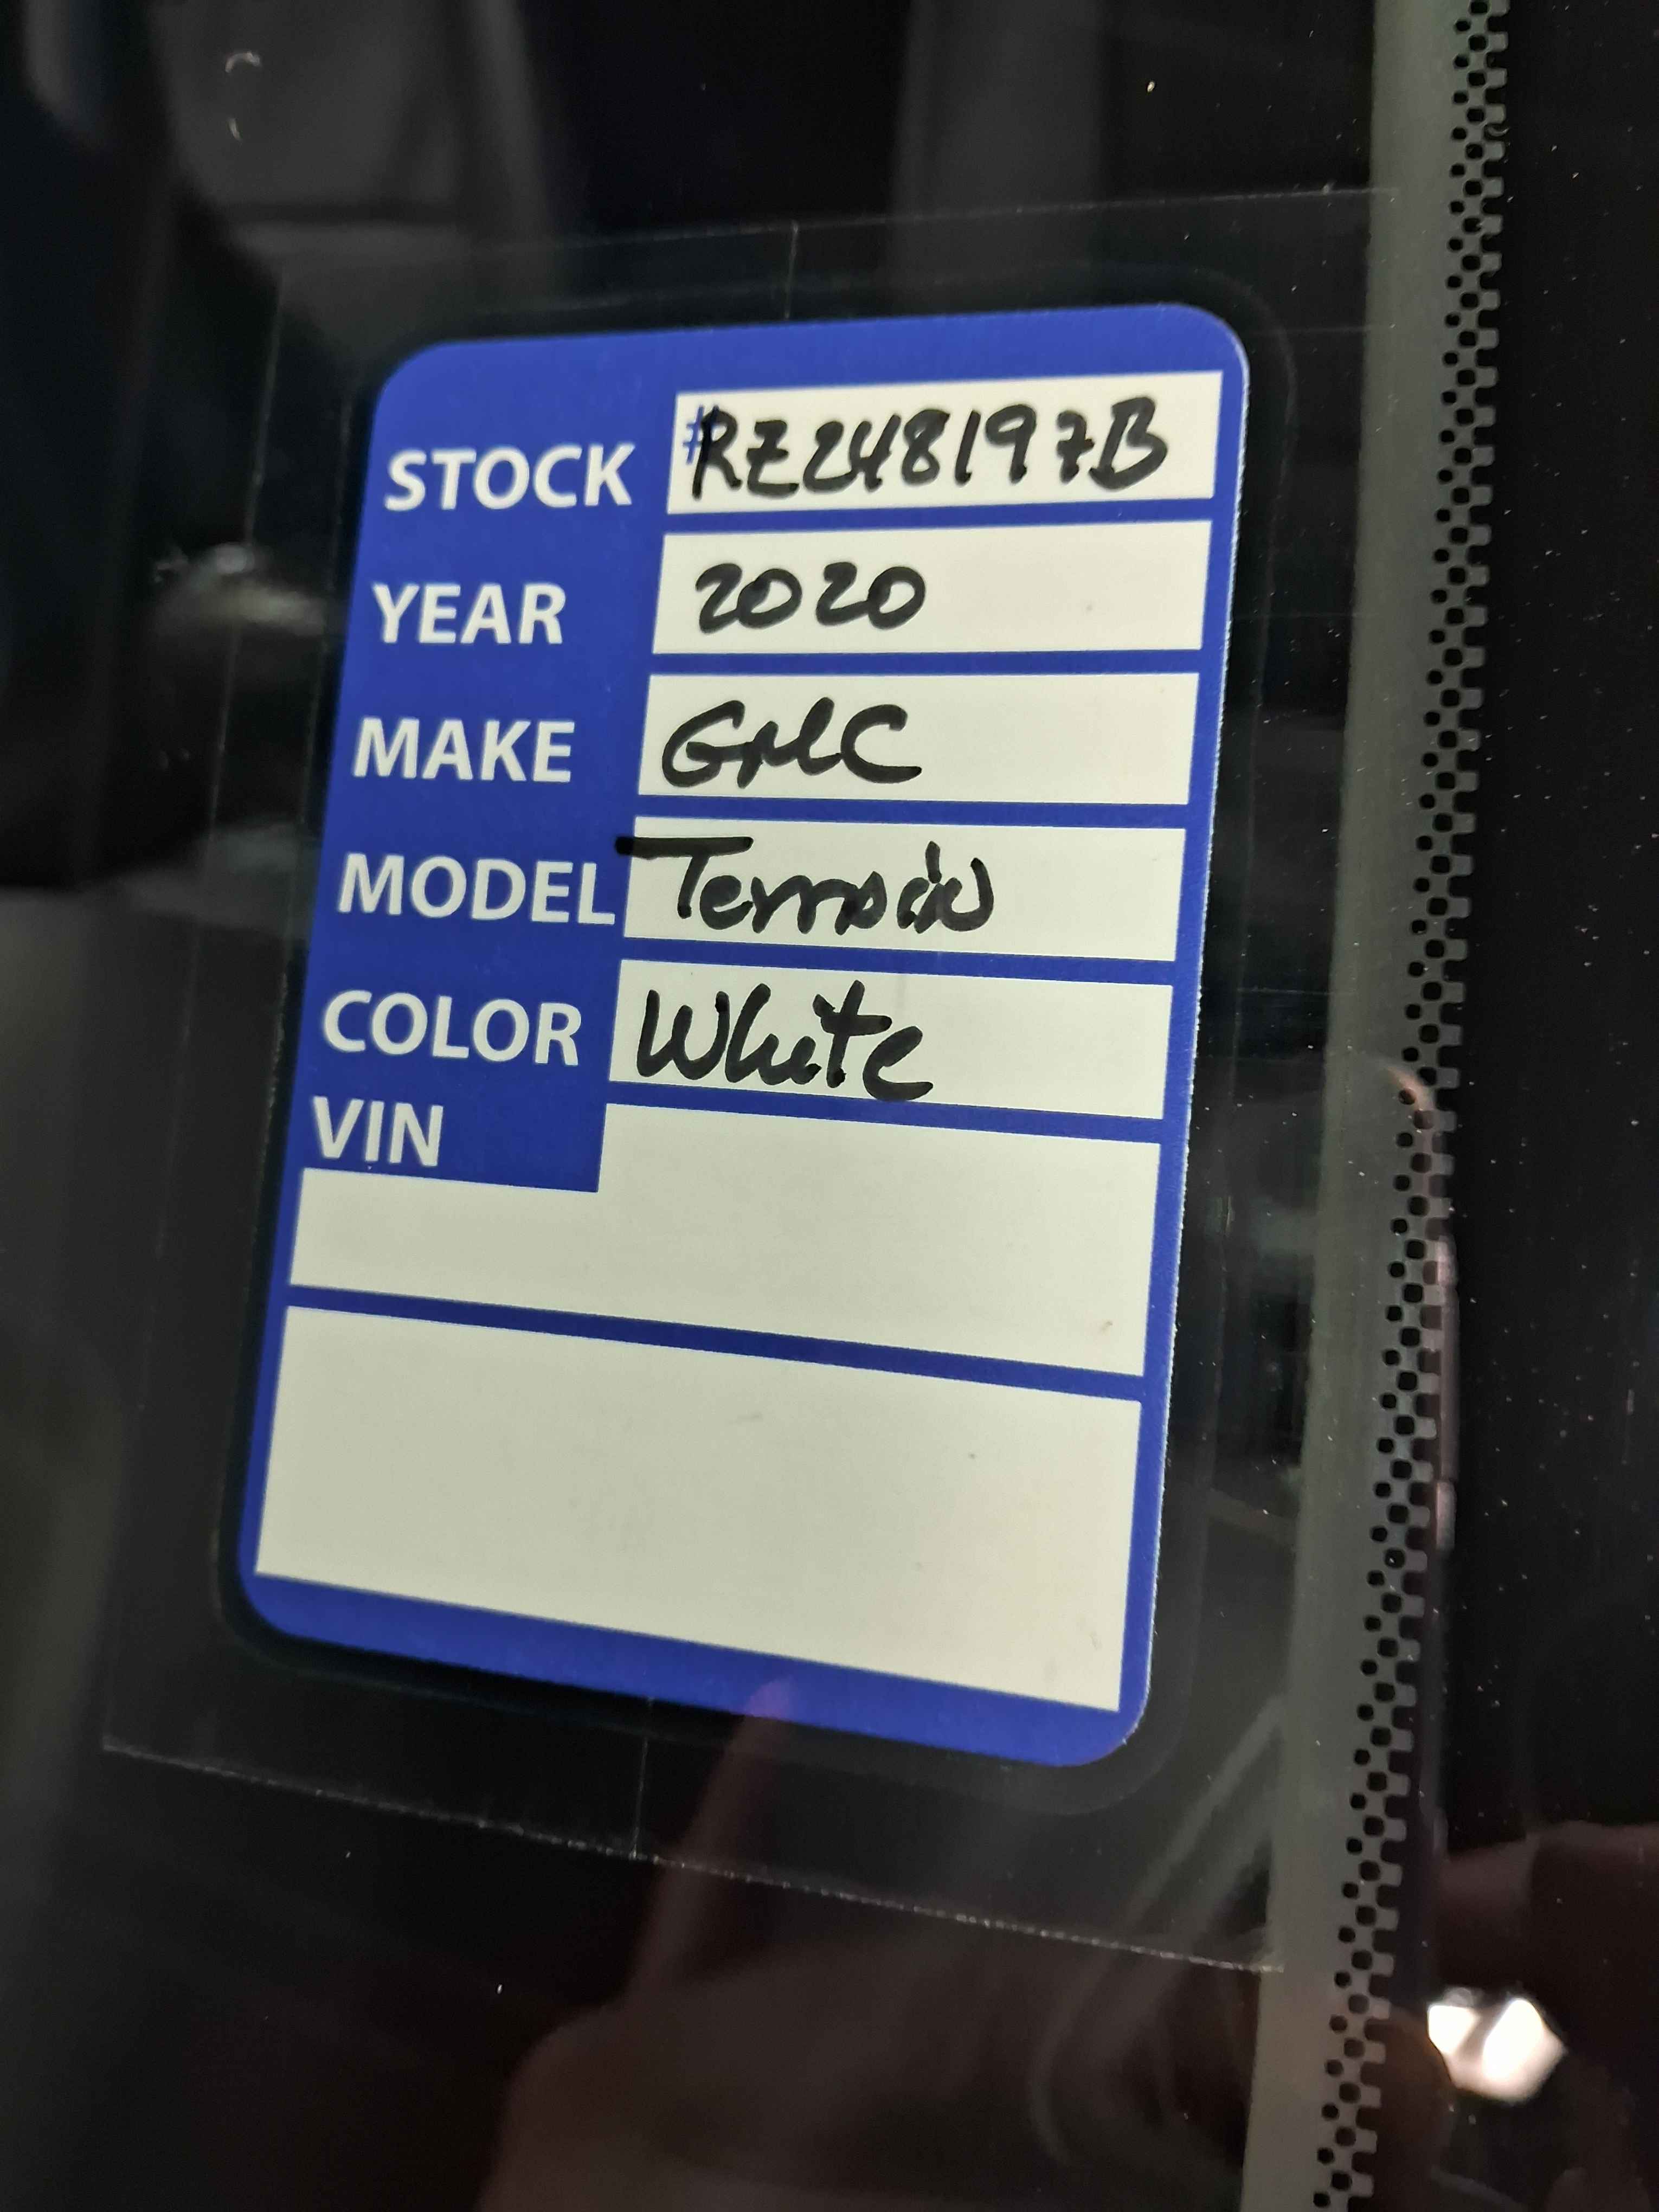 STOCK #RZ248197B
YEAR 2020
MAKE GMC
MODEL Terrain
COLOR White
VIN